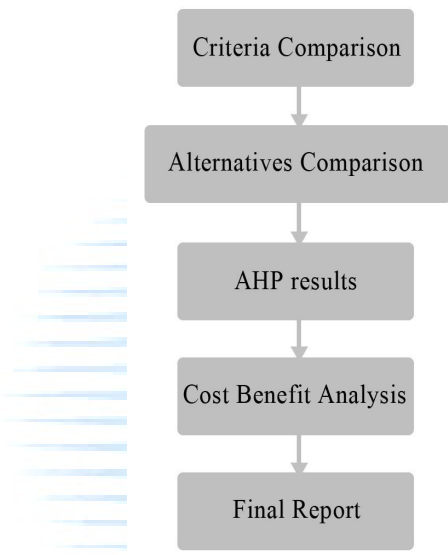 Criteria Comparison
Alternatives Comparison
AHP results
Cost Benefit Analysis
Final Report